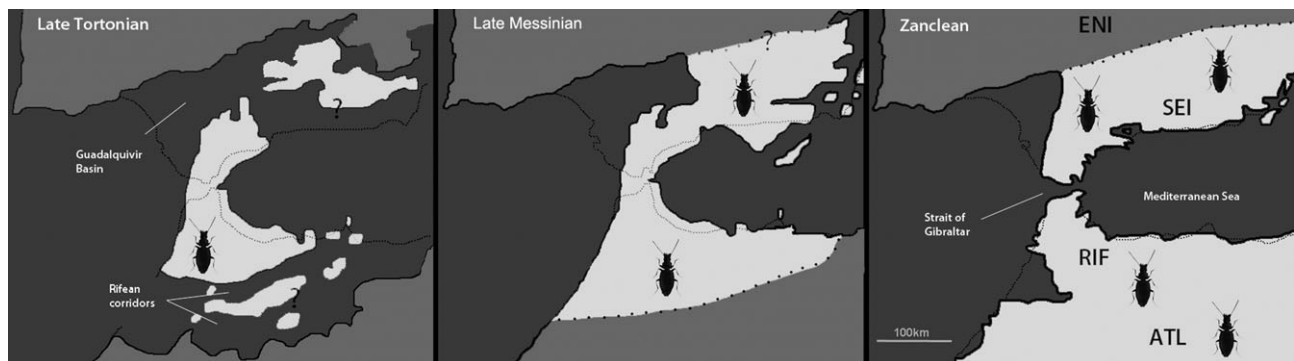 Late Tortonian
?
Guadalquivir
Basin
Rifean
corridors
?
Late Messinian
?
Zanclean
ENI
SEI
Strait of
Gibraltar
Mediterranean Sea
RIF
100km
ATL